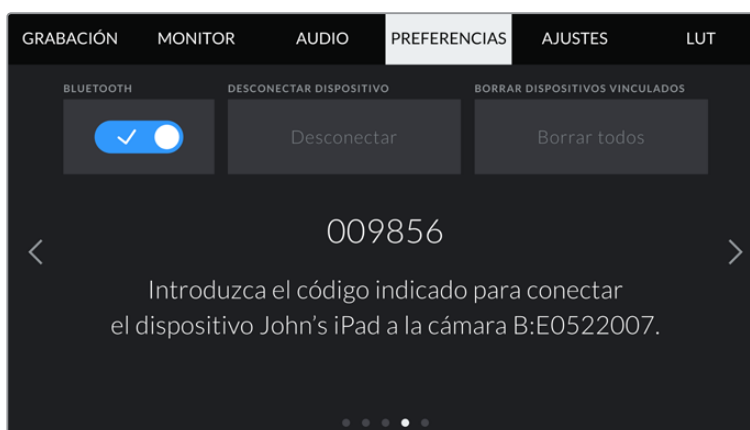 GRABACIÓN MONITOR AUDIO PREFERENCIAS AJUSTES LUT
BLUETOOTH DESCONECTAR DISPOSITIVO BORRAR DISPOSITIVOS VINCULADOS
Desconectar Borrar todos
009856
Introduzca el código indicado para conectar
el dispositivo John’s iPad a la cámara B:E0522007.